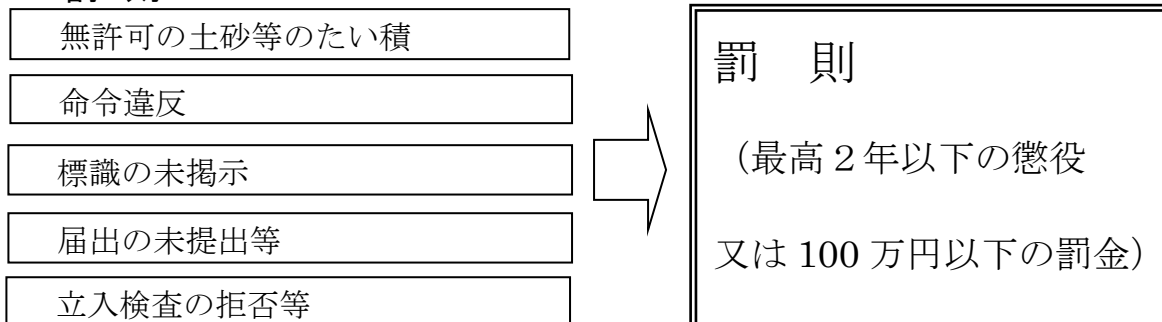 無許可の土砂等のたい積
命令違反
標識の未掲示
届出の未提出等
立入検査の拒否等
罰　則
（最高２年以下の懲役
又は 100 万円以下の罰金）